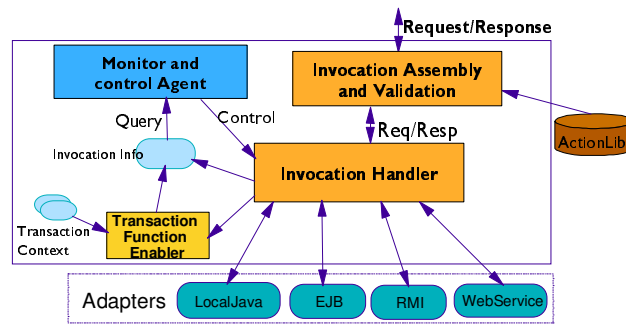 Request/Response
Monitor and
control Agent
Invocation Assembly
and Validation
Query
Control
Req/Resp
ActionLib
Invocation Info
Invocation Handler
Transaction
Context
Transaction
Function
Enabler
Adapters
LocalJava
EJB
RMI
WebService